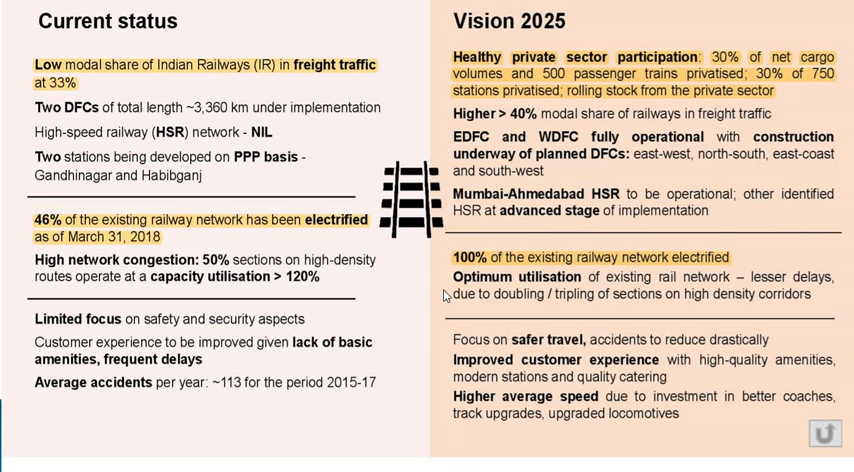 Current status
Low modal share of Indian Railways (IR) in freight traffic
at 33%
Two DFCs of total length ~3,360 km under implementation
High-speed railway (HSR) network - NIL
Two stations being developed on PPP basis -
Gandhinagar and Habibganj
46% of the existing railway network has been electrified
as of March 31, 2018
High network congestion: 50% sections on high-density
routes operate at a capacity utilisation > 120%
Limited focus on safety and security aspects
Customer experience to be improved given lack of basic
amenities, frequent delays
Average accidents per year: ~113 for the period 2015-17
Vision 2025
Healthy private sector participation: 30% of net cargo
volumes and 500 passenger trains privatised; 30% of 750
stations privatised; rolling stock from the private sector
Higher > 40% modal share of railways in freight traffic
EDFC and WDFC fully operational with construction
underway of planned DFCs: east-west, north-south, east-coast
and south-west
Mumbai-Ahmedabad HSR to be operational; other identified
HSR at advanced stage of implementation
100% of the existing railway network electrified
Optimum utilisation of existing rail network – lesser delays,
due to doubling / tripling of sections on high density corridors
Focus on safer travel, accidents to reduce drastically
Improved customer experience with high-quality amenities,
modern stations and quality catering
Higher average speed due to investment in better coaches,
track upgrades, upgraded locomotives